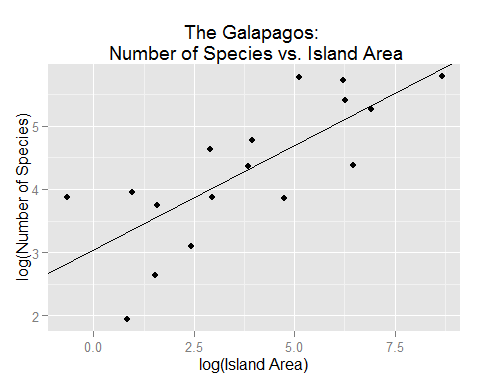 The Galapagos:
Number of Species vs. Island Area
log(Number of Species)
5
4
3
2
0.0 2.5 5.0 7.5
log(Island Area)